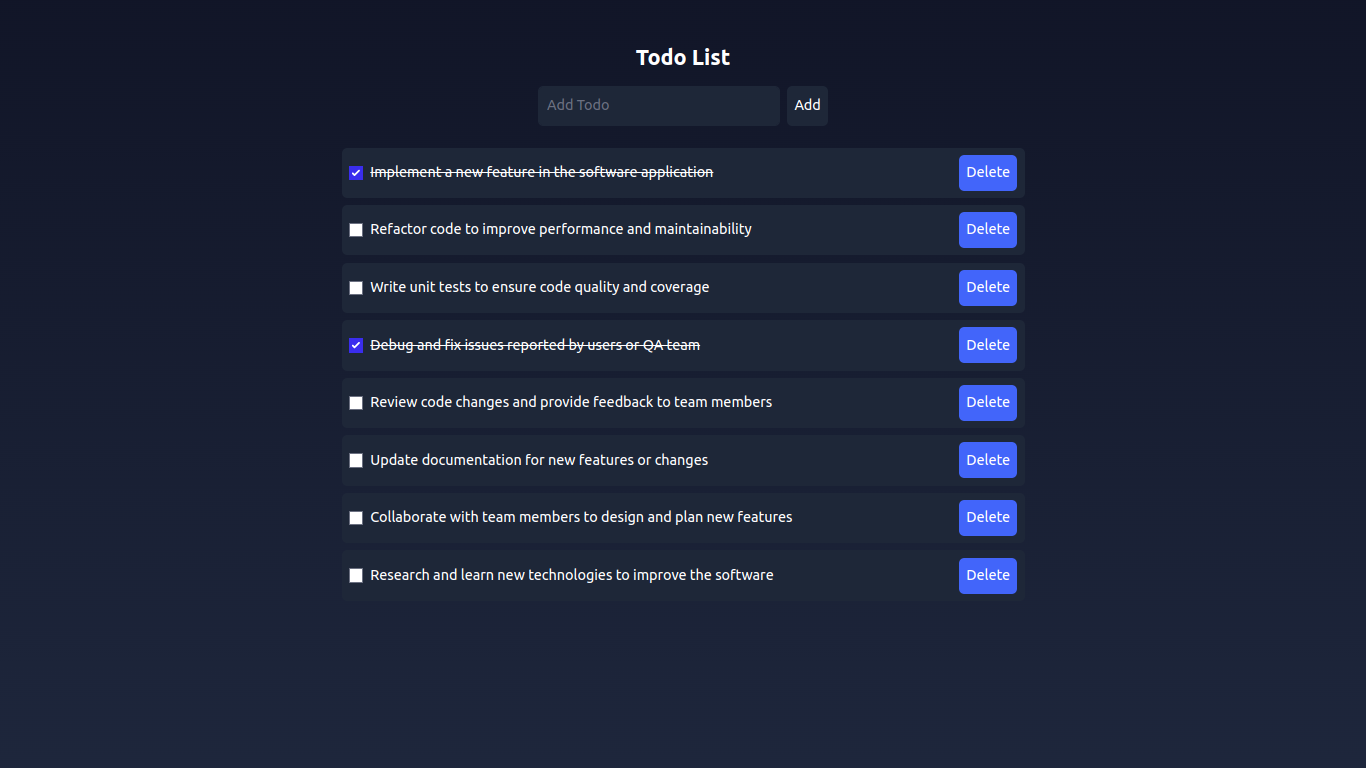 Todo List
Add Todo Add
Implement a new feature in the software application Delete
Refactor code to improve performance and maintainability Delete
Write unit tests to ensure code quality and coverage Delete
Debug and fix issues reported by users or QA team Delete
Review code changes and provide feedback to team members Delete
Update documentation for new features or changes Delete
Collaborate with team members to design and plan new features Delete
Research and learn new technologies to improve the software Delete